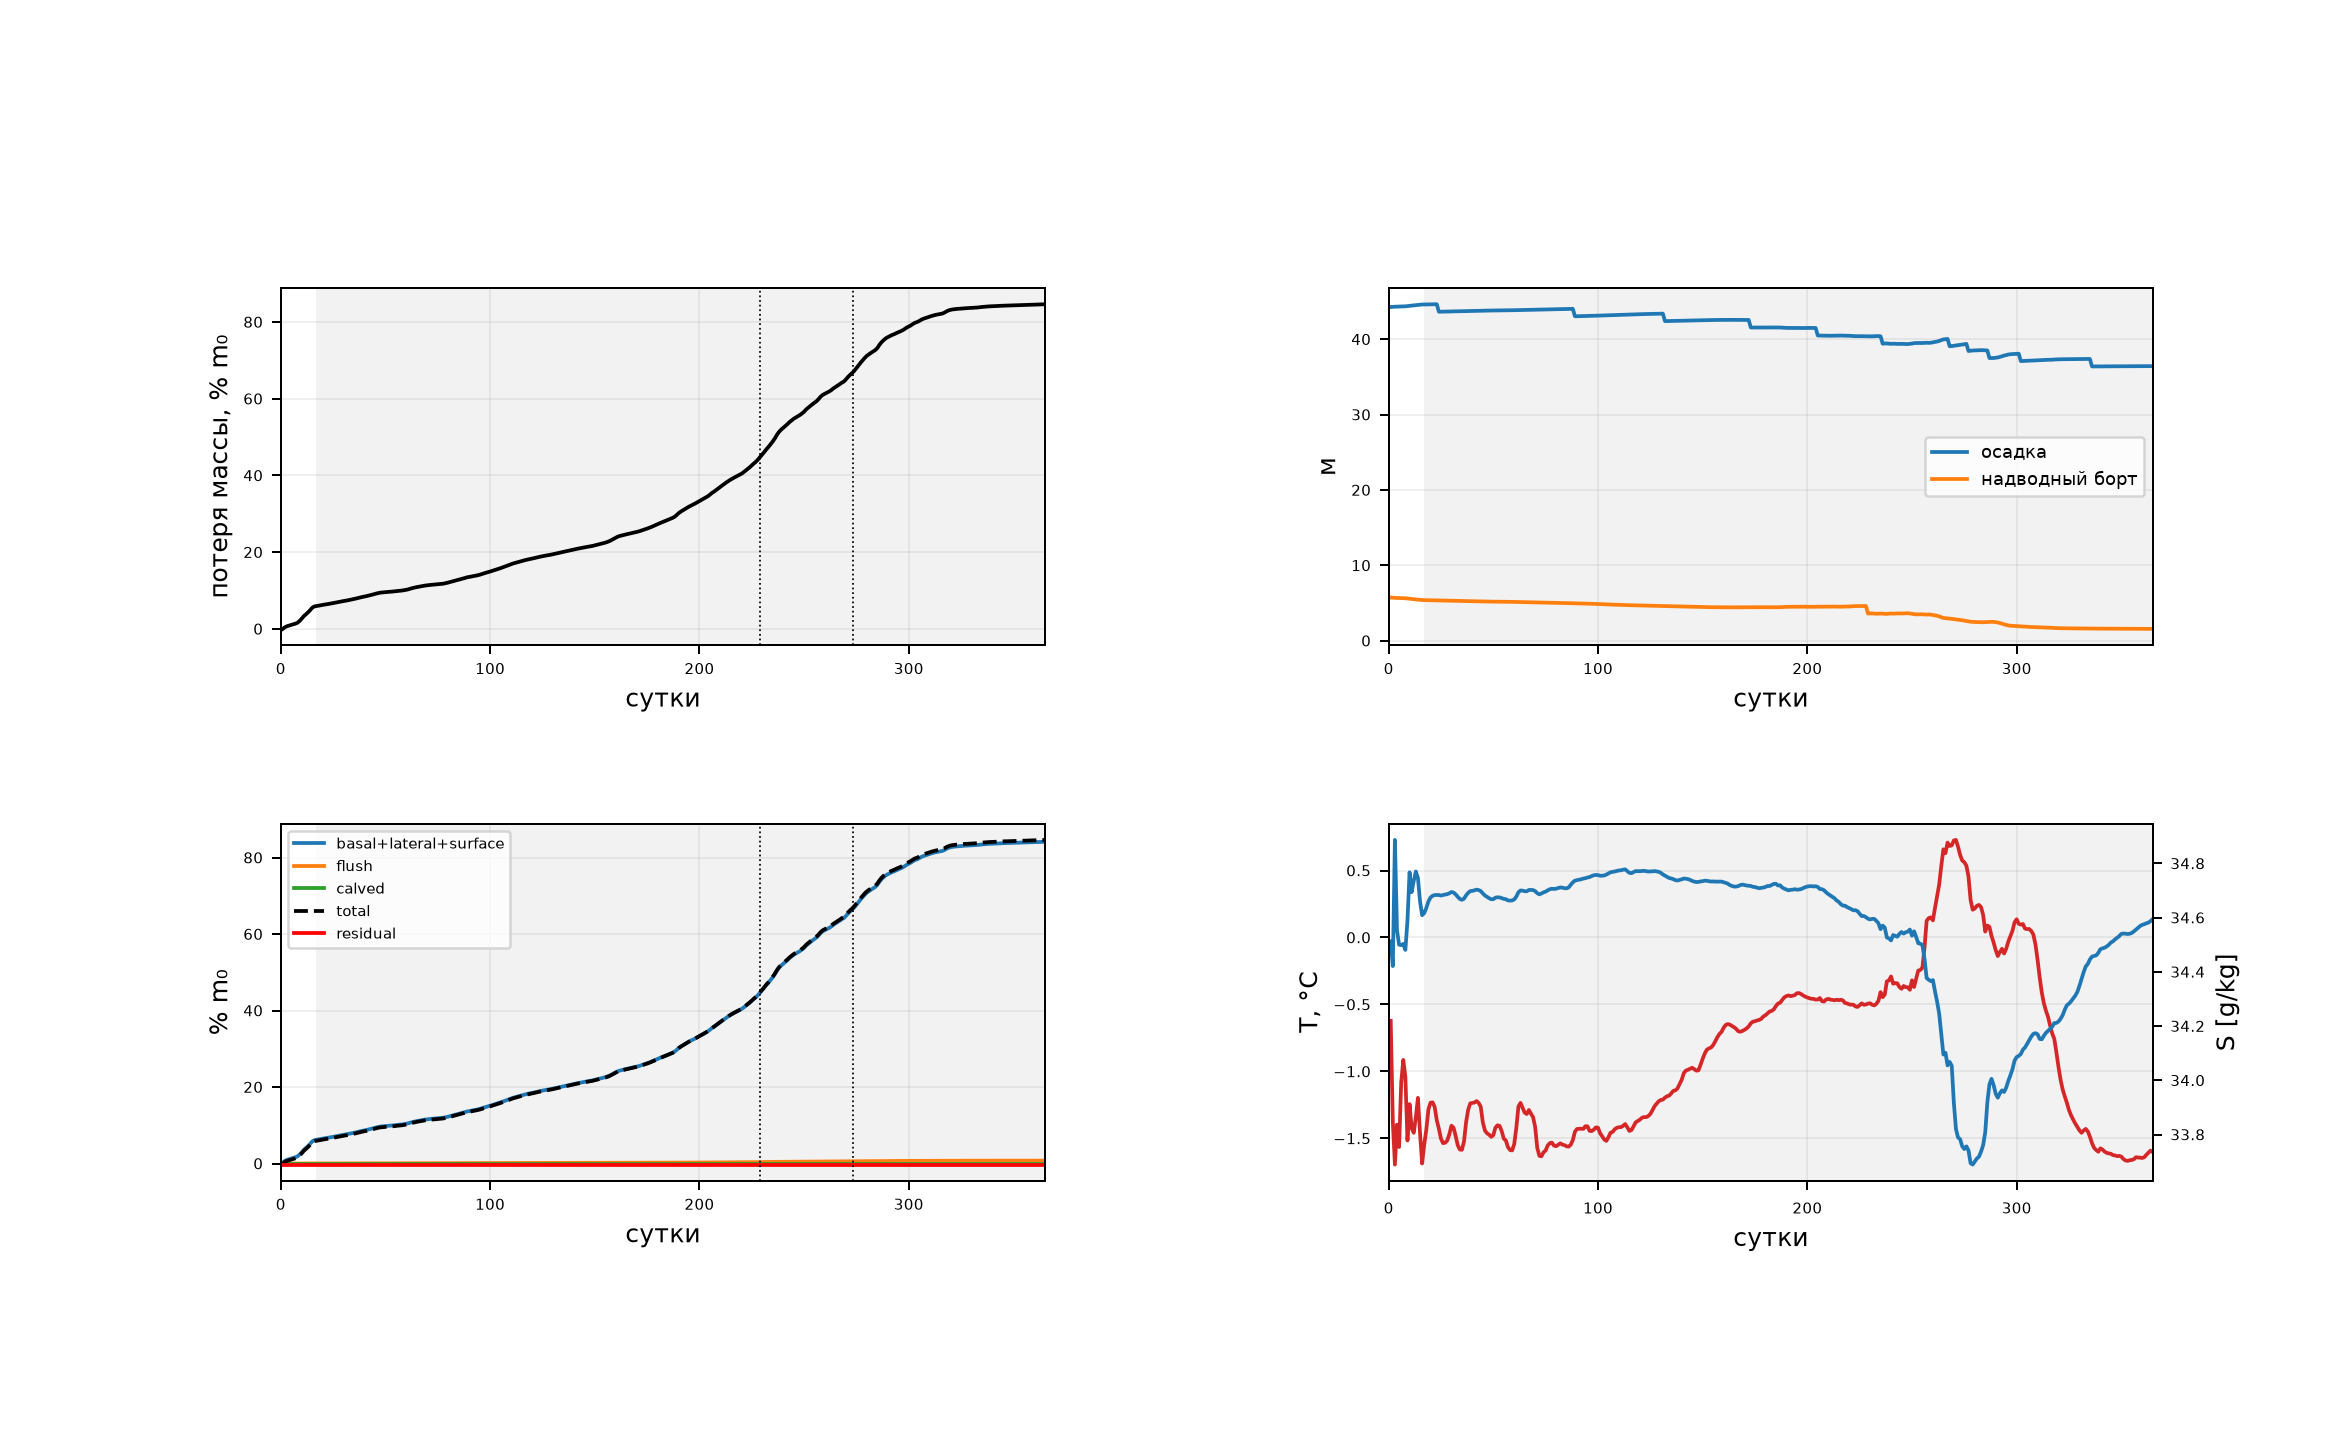 потеря массы, % m₀
80
60
40
20
0
0 100 200 300
сутки
м
40
30
20
10
0
осадка
надводный борт
0 100 200 300
сутки
% m₀
80
60
40
20
0
basal+lateral+surface
flush
calved
total
residual
0 100 200 300
сутки
T, °C
0.5
0.0
−0.5
−1.0
−1.5
34.8
34.6
34.4
34.2
34.0
33.8
S [g/kg]
0 100 200 300
сутки